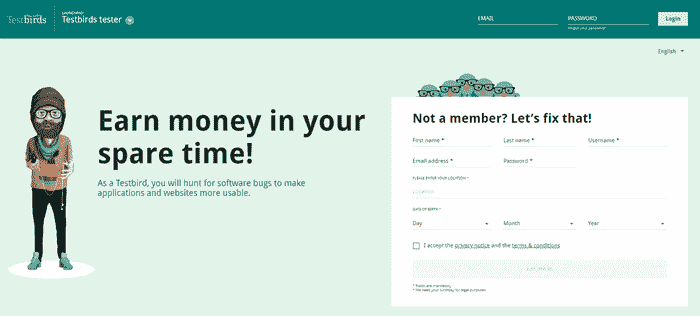 Testbirds
Testbirds tester
EMAIL
PASSWORD
Login
Forgot your password?
English
Earn money in your
spare time!
As a Testbird, you will hunt for software bugs to make
applications and websites more usable.
Not a member? Let's fix that!
First name * Last name * Username *
Email address * Password *
PLEASE ENTER YOUR LOCATION *
Location
DATE OF BIRTH *
Day Month Year
I accept the privacy notice and the terms & conditions
Let me in
* Fields are mandatory
* We need your birthday for legal purposes